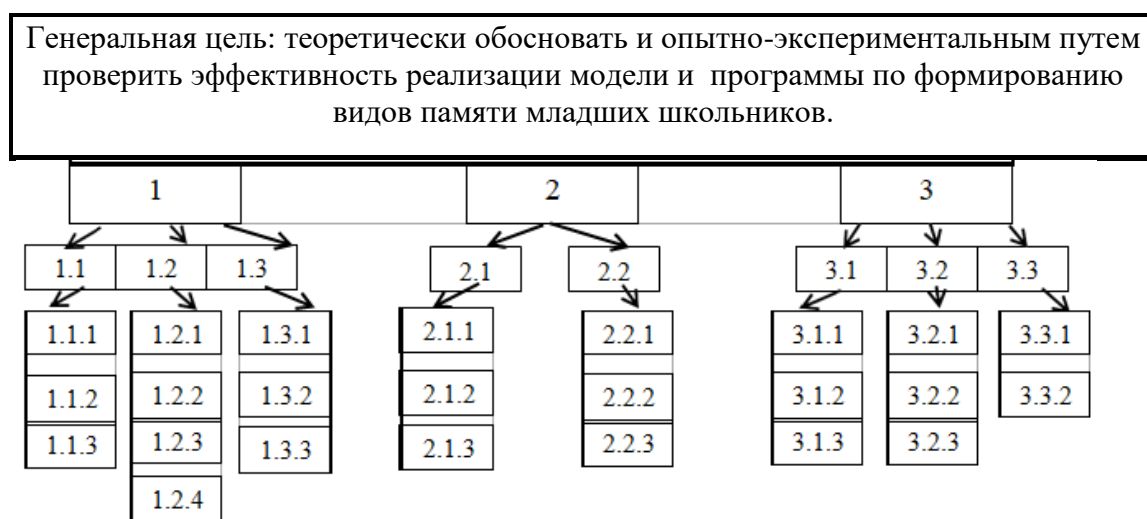 Генеральная цель: теоретически обосновать и опытно-экспериментальным путем
проверить эффективность реализации модели и программы по формированию
видов памяти младших школьников.
1 2 3
1.1 1.2 1.3 2.1 2.2 3.1 3.2 3.3
1.1.1 1.2.1 1.3.1 2.1.1 2.2.1 3.1.1 3.2.1 3.3.1
1.1.2 1.2.2 1.3.2 2.1.2 2.2.2 3.1.2 3.2.2 3.3.2
1.1.3 1.2.3 1.3.3 2.1.3 2.2.3 3.1.3 3.2.3
1.2.4